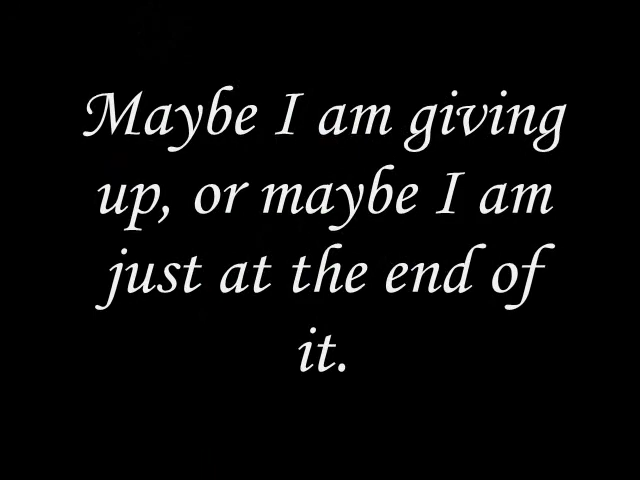 Maybe I am giving
up, or maybe I am
just at the end of
it.